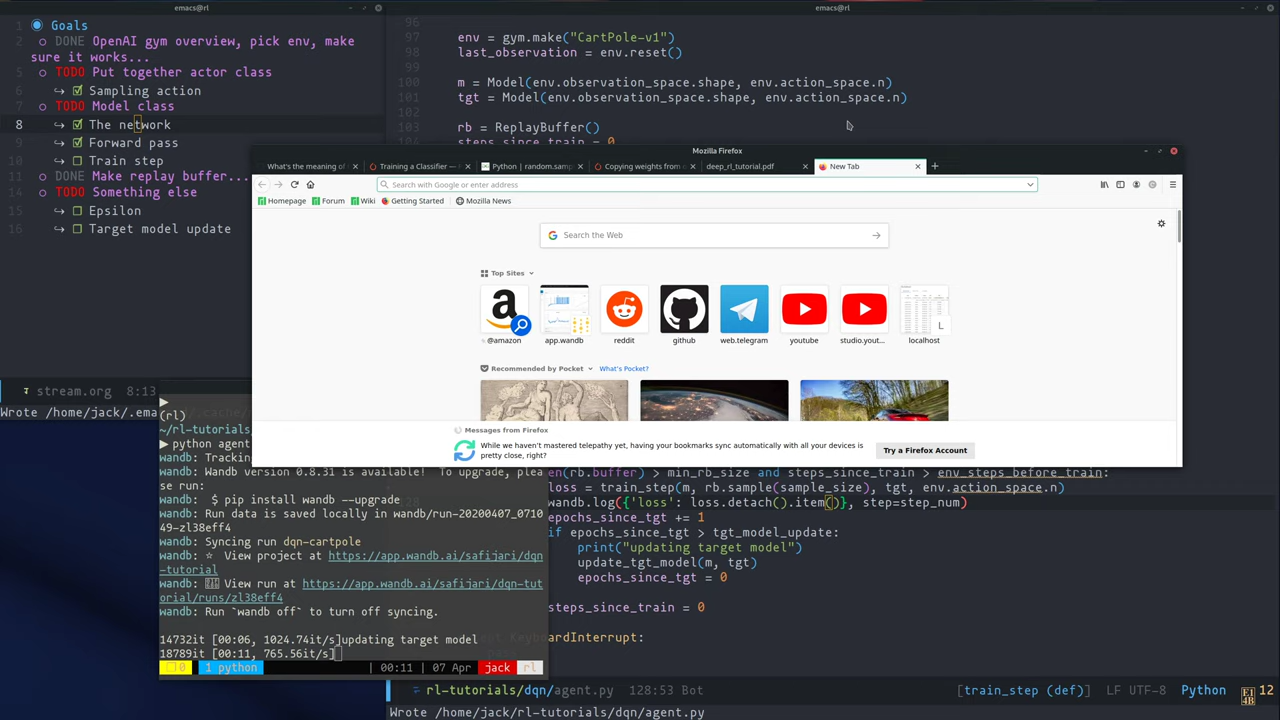 emacs@rl
1 Goals
2 DONE OpenAI gym overview, pick env, make
sure it works...
5 TODO Put together actor class
6 Sampling action
7 TODO Model class
8 The network
9 Forward pass
10 Train step
TODO Something else
15 Epsilon
16 Target model update
stream.org 8:13
Wrote /home/jack/.ema
emacs@rl
96
97 env = gym.make("CartPole-v1")
98 last_observation = env.reset()
100 m = Model(env.observation_space.shape, env.action_space.n)
101 tgt = Model(env.observation_space.shape, env.action_space.n)
102
103 rb = ReplayBuffer()
104 steps_since_train = 0
Mozilla Firefox
What's the meaning of
Training a Classifier —
Python | random.sam
Copying weights from o
deep_rl_tutorial.pdf
New Tab
Search with Google or enter address
Homepage Forum Wiki Getting Started Mozilla News
Search the Web
Top Sites
@amazon app.wandb reddit github web.telegram youtube studio.yout... localhost
L
Recommended by Pocket What's Pocket?
Messages from Firefox
While we haven't mastered telepathy yet, having your bookmarks sync automatically with all your devices is
pretty close, right?
Try a Firefox Account
(rl)
~/rl-tutorials
python agent
wandb: Tracking
wandb: Wandb version 0.8.31 is available! To upgrade, plea
se run:
wandb: $ pip install wandb --upgrade
wandb: Run data is saved locally in wandb/run-20200407_0710
49-zl38eff4
wandb: Syncing run dqn-cartpole
wandb: View project at https://app.wandb.ai/safijari/dqn
-tutorial
wandb: View run at https://app.wandb.ai/safijari/dqn-tut
orial/runs/zl38eff4
wandb: Run `wandb off` to turn off syncing.
14732it [00:06, 1024.74it/s]updating target model
18789it [00:11, 765.56it/s]
0 1 python | 00:11 | 07 Apr jack rl
en(rb.buffer) > min_rb_size and steps_since_train > env_steps_before_train:
loss = train_step(m, rb.sample(sample_size), tgt, env.action_space.n)
wandb.log({'loss': loss.detach().item()}, step=step_num)
epochs_since_tgt += 1
if epochs_since_tgt > tgt_model_update:
print("updating target model")
update_tgt_model(m, tgt)
epochs_since_tgt = 0
steps_since_train = 0
KeyboardInterrupt:
rl-tutorials/dqn/agent.py 128:53 Bot [train_step (def)] LF UTF-8 Python 12
Wrote /home/jack/rl-tutorials/dqn/agent.py